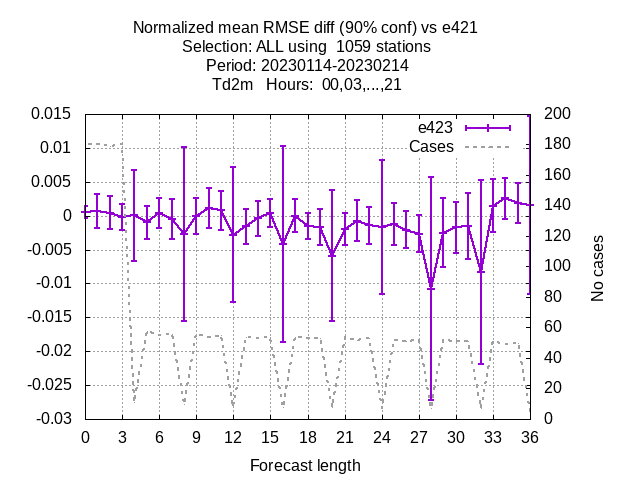 Normalized mean RMSE diff (90% conf) vs e421
Selection: ALL using  1059 stations
Period: 20230114-20230214
Td2m   Hours:  00,03,...,21
0.015
0.01
0.005
0
-0.005
-0.01
-0.015
-0.02
-0.025
-0.03
200
180
160
140
120
100
80
60
40
20
0
e423
Cases
No cases
0 3 6 9 12 15 18 21 24 27 30 33 36
Forecast length